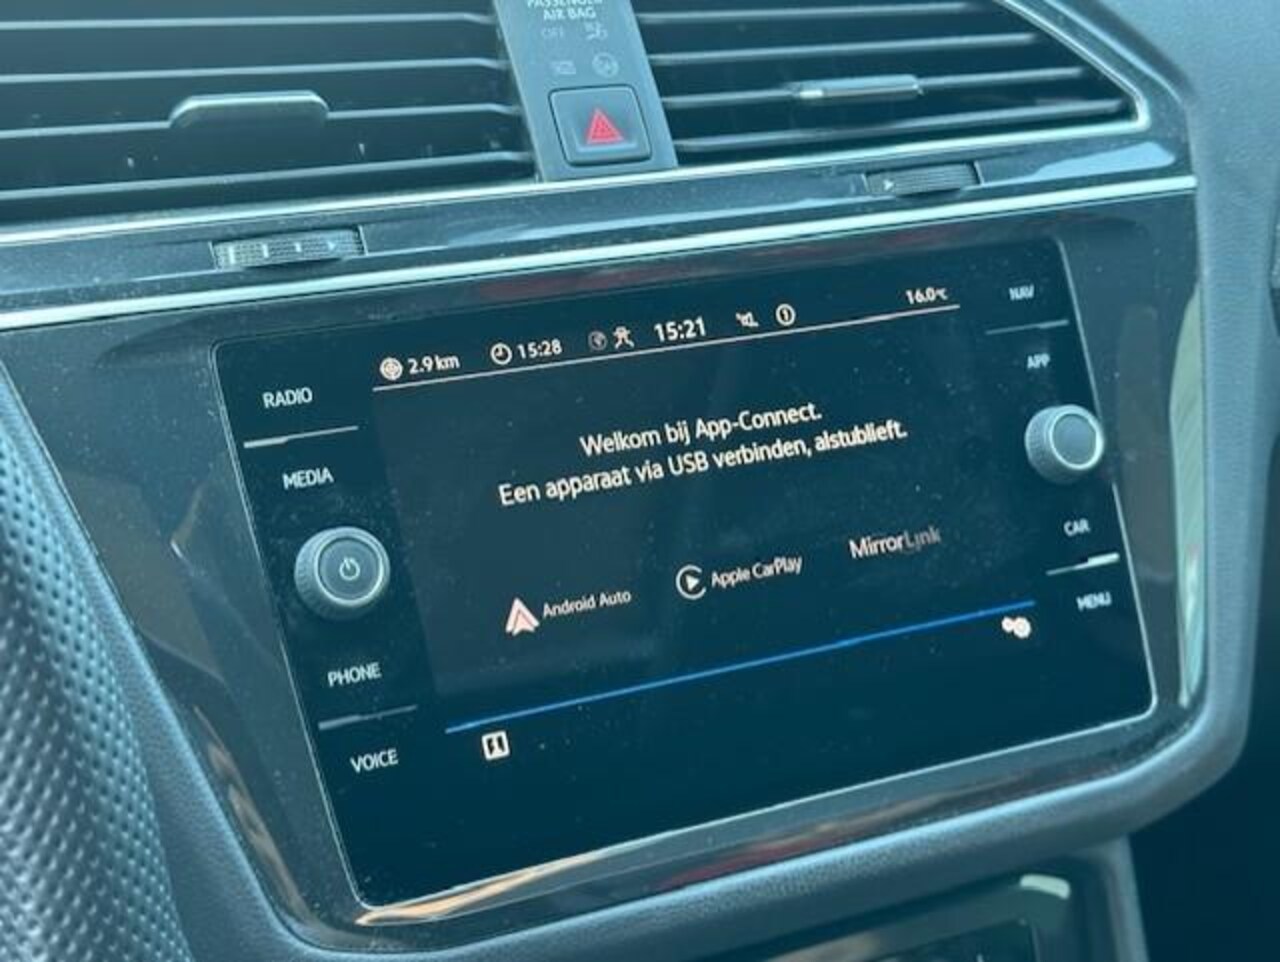 PASSENGER
AIR BAG
OFF
2.9 km 15:28 15:21 16.0°C
NAV
RADIO
APP
Welkom bij App-Connect.
Een apparaat via USB verbinden, alstublieft.
MEDIA
Android Auto Apple CarPlay MirrorLink
CAR
MENU
PHONE
VOICE